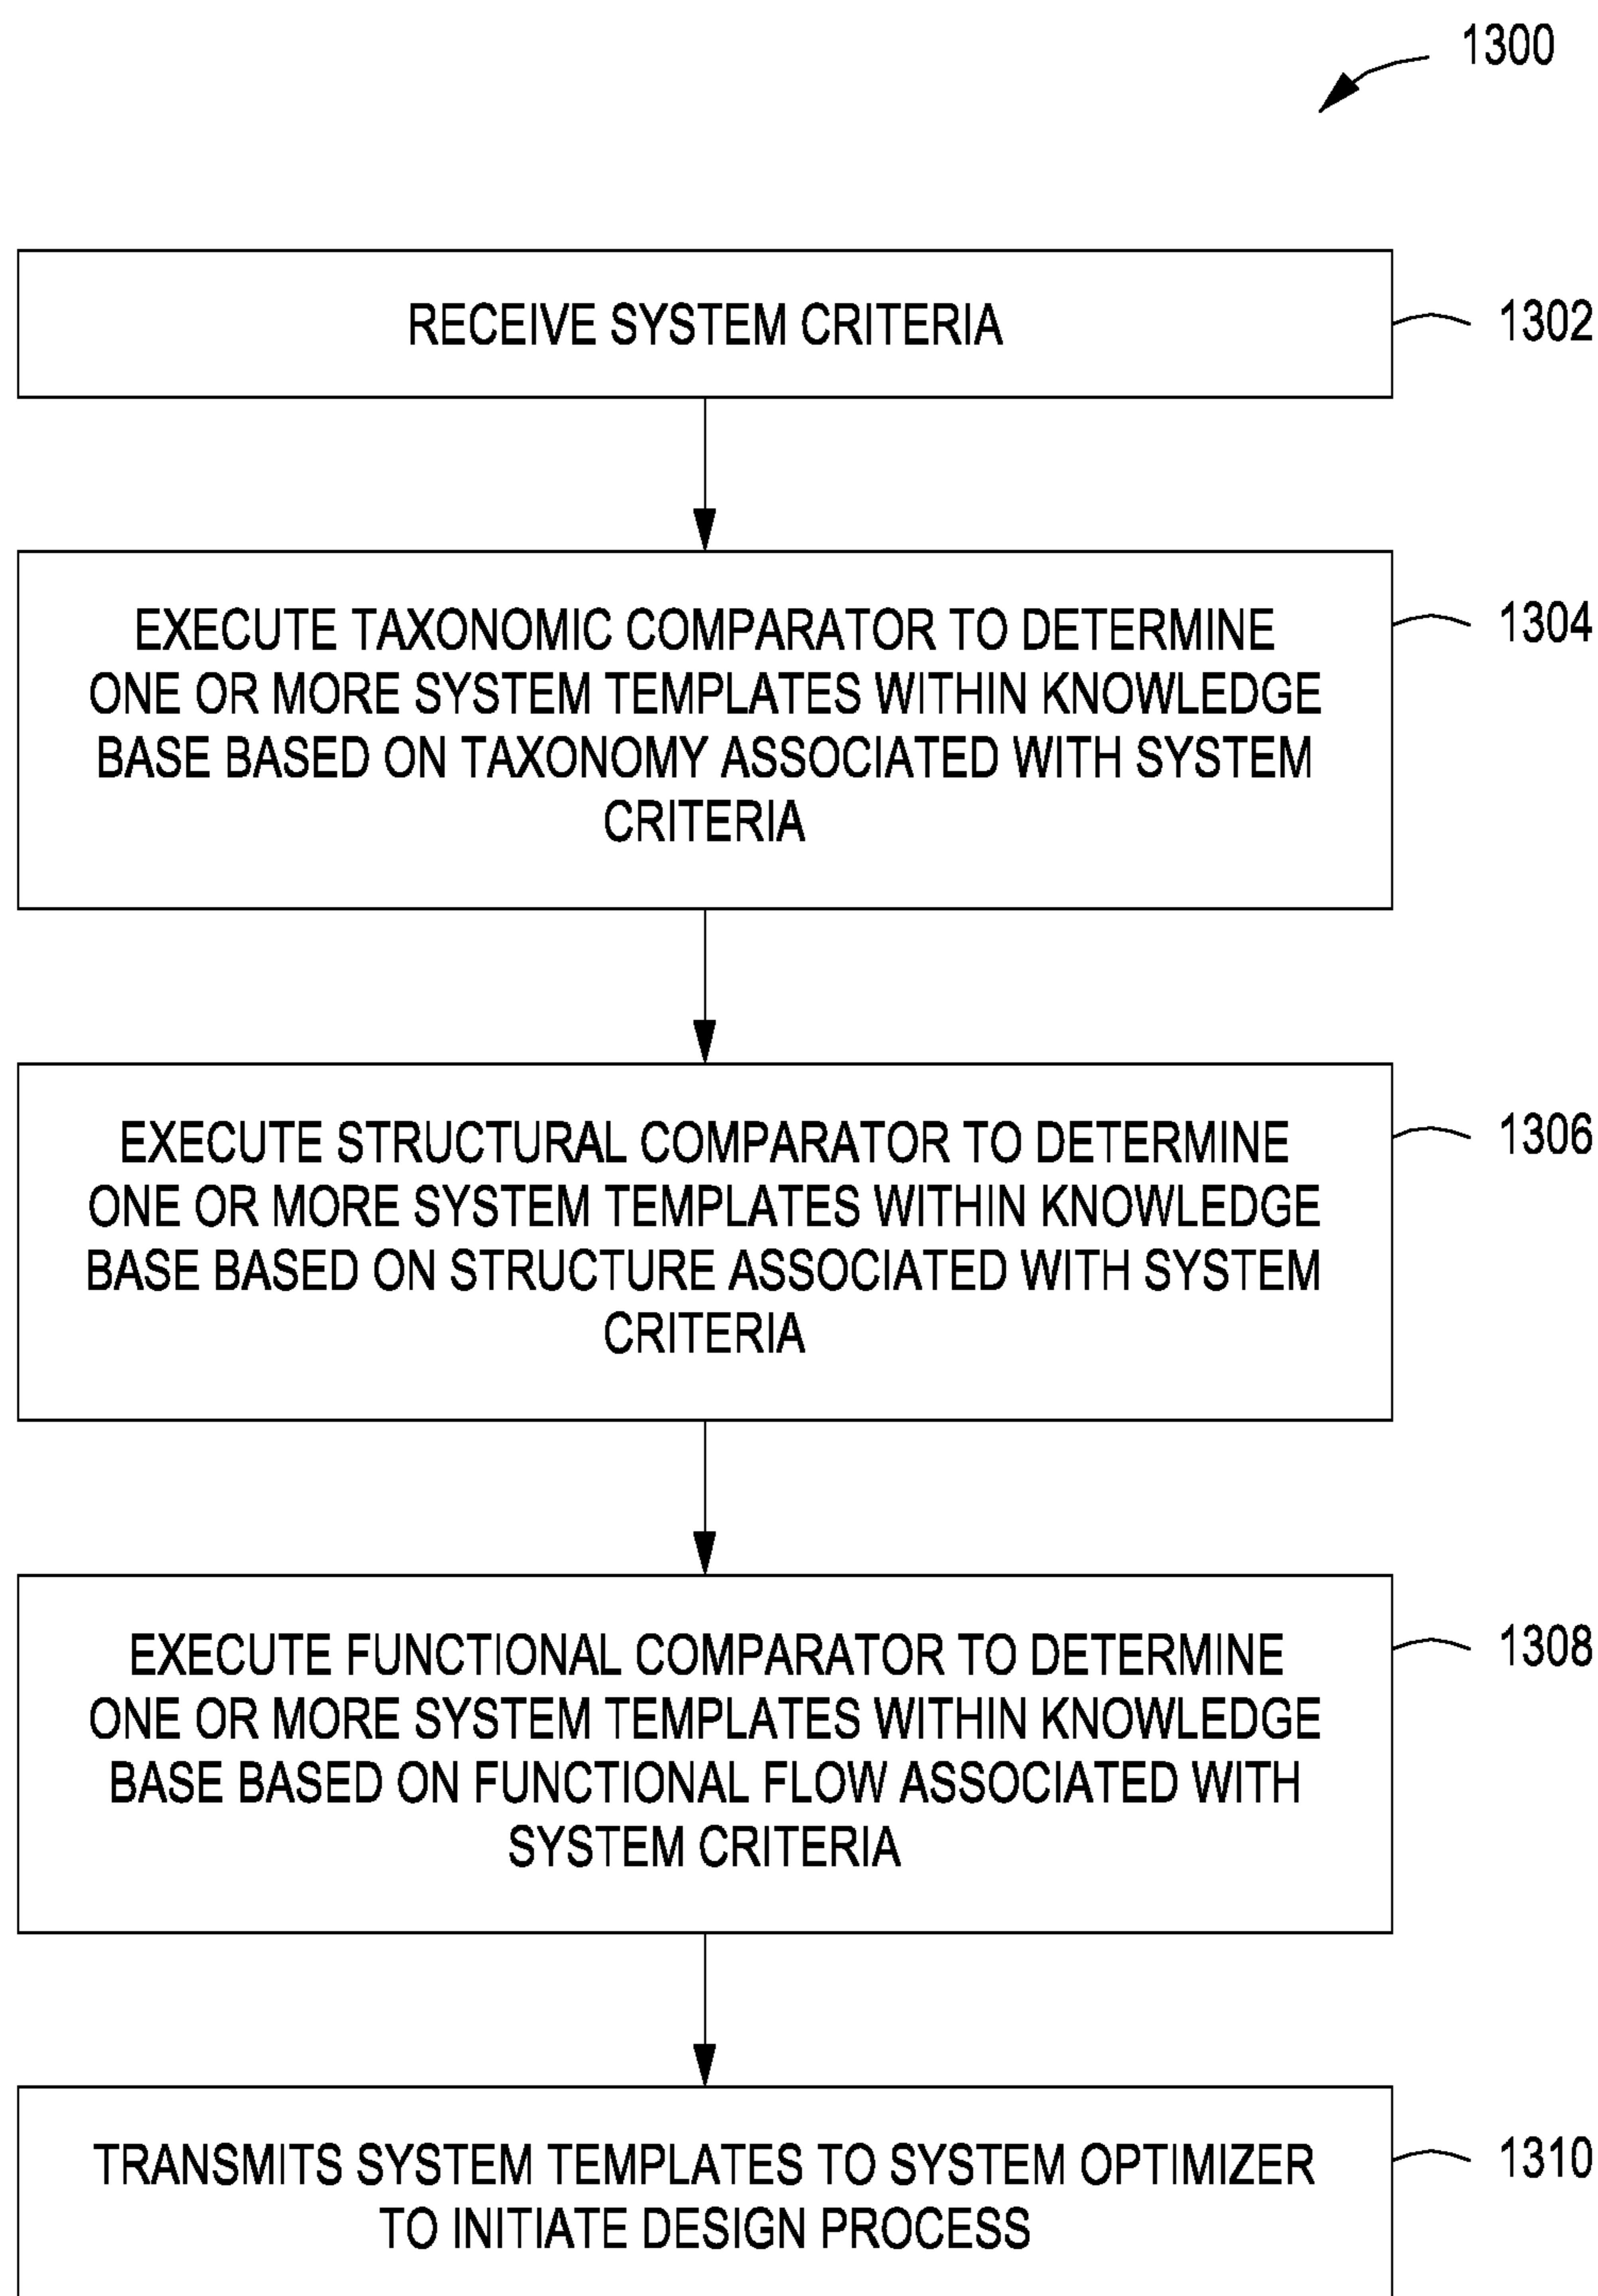 1300
RECEIVE SYSTEM CRITERIA
1302
EXECUTE TAXONOMIC COMPARATOR TO DETERMINE
ONE OR MORE SYSTEM TEMPLATES WITHIN KNOWLEDGE
BASE BASED ON TAXONOMY ASSOCIATED WITH SYSTEM
CRITERIA
1304
EXECUTE STRUCTURAL COMPARATOR TO DETERMINE
ONE OR MORE SYSTEM TEMPLATES WITHIN KNOWLEDGE
BASE BASED ON STRUCTURE ASSOCIATED WITH SYSTEM
CRITERIA
1306
EXECUTE FUNCTIONAL COMPARATOR TO DETERMINE
ONE OR MORE SYSTEM TEMPLATES WITHIN KNOWLEDGE
BASE BASED ON FUNCTIONAL FLOW ASSOCIATED WITH
SYSTEM CRITERIA
1308
TRANSMITS SYSTEM TEMPLATES TO SYSTEM OPTIMIZER
TO INITIATE DESIGN PROCESS
1310